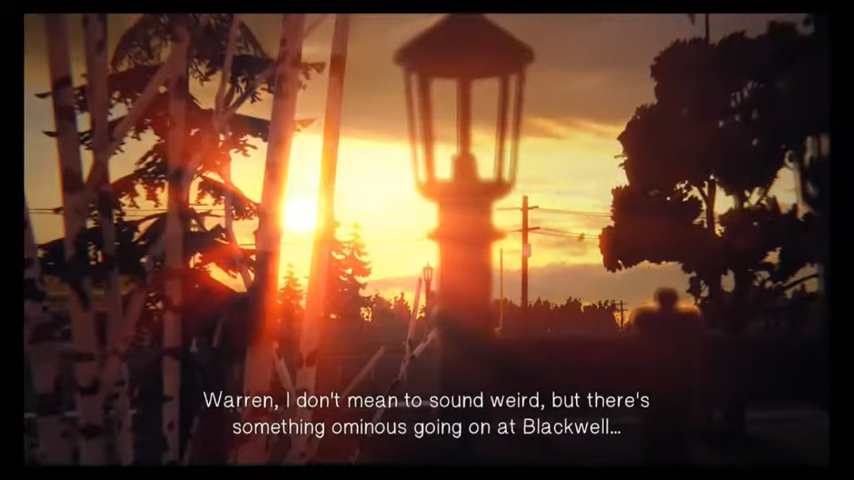 Warren, I don't mean to sound weird, but there's
something ominous going on at Blackwell...